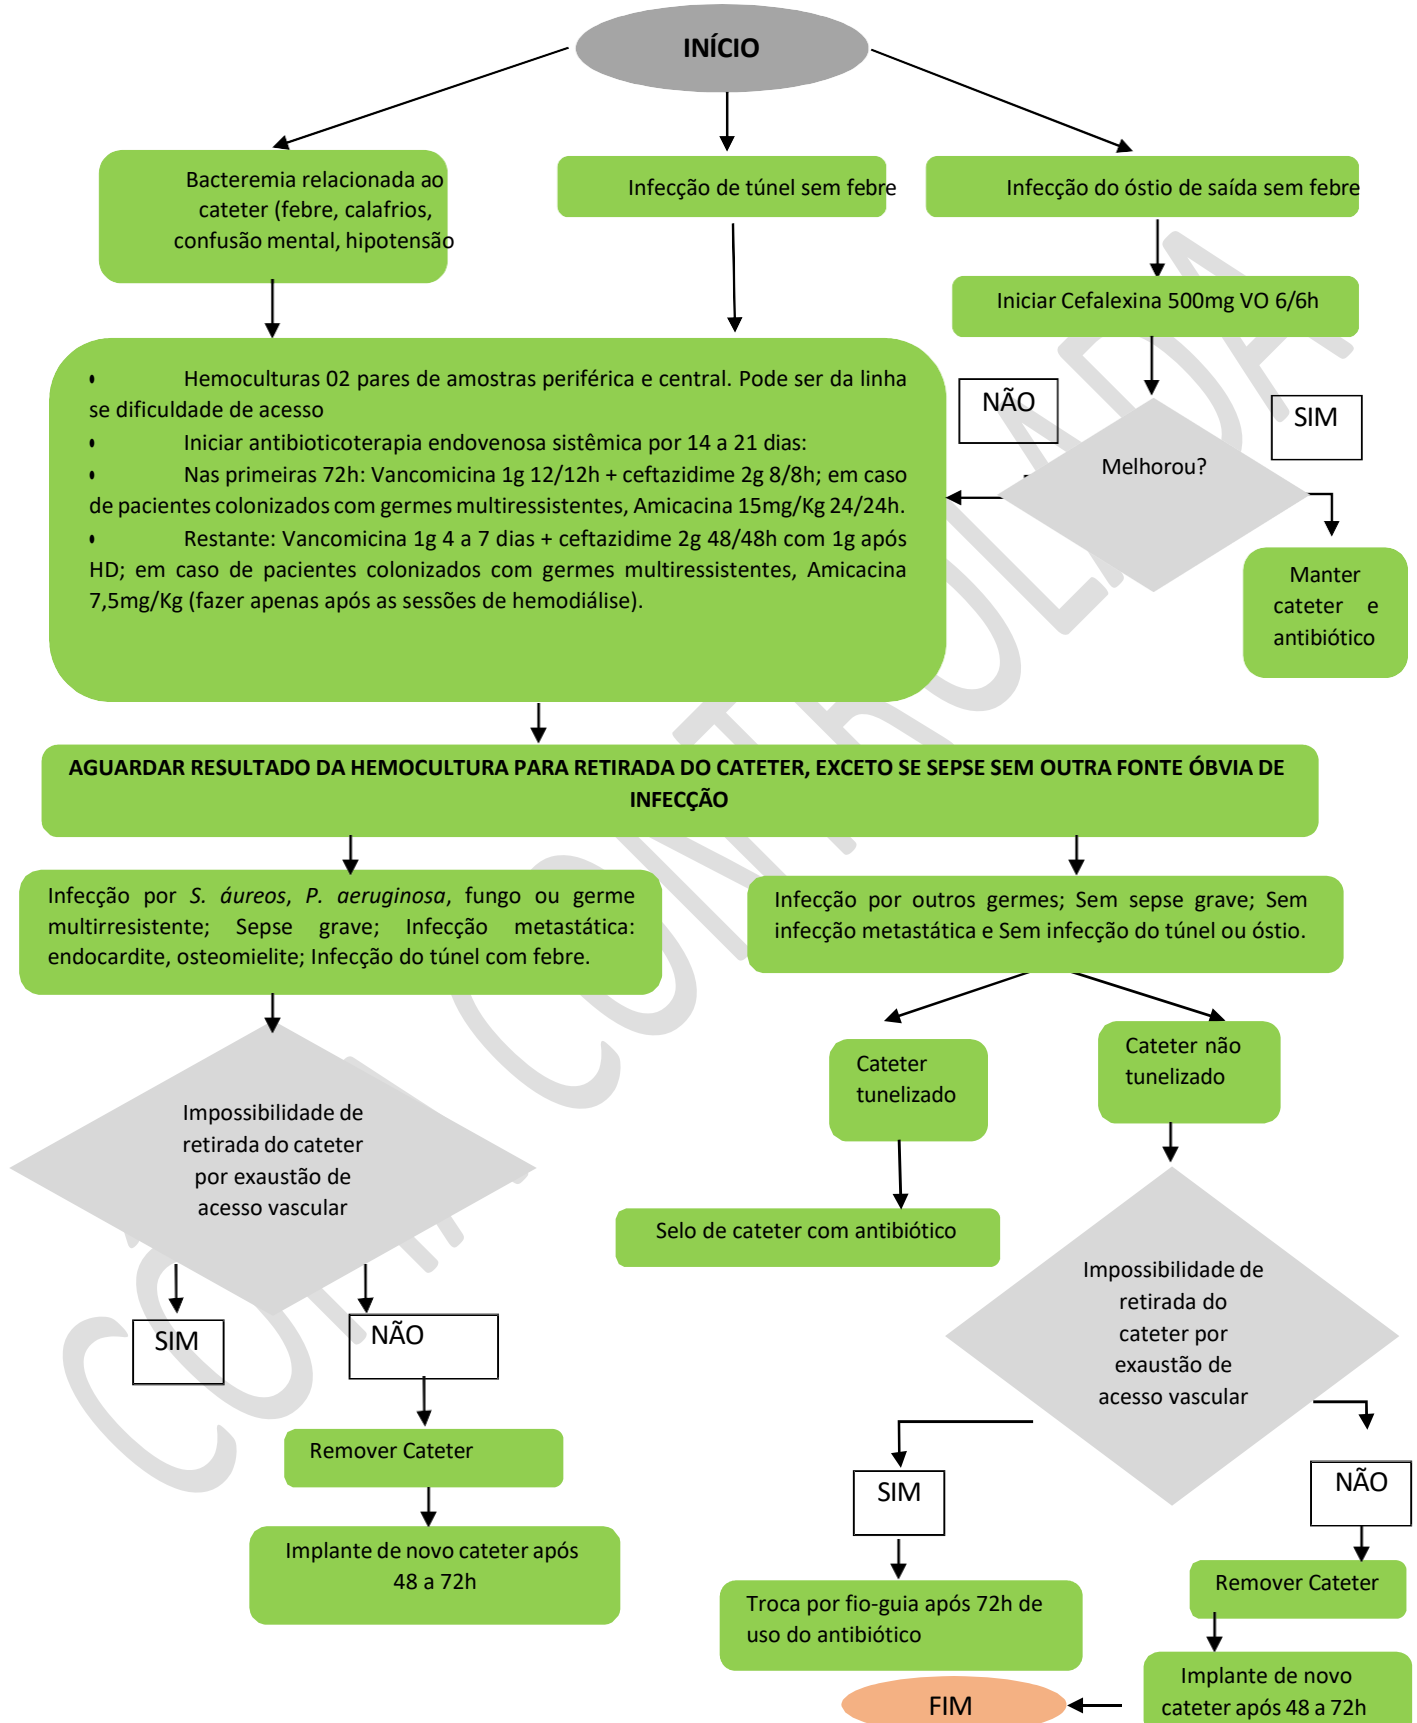 INÍCIO
Bacteremia relacionada ao
cateter (febre, calafrios,
confusão mental, hipotensão
Infecção de túnel sem febre
Infecção do óstio de saída sem febre
Iniciar Cefalexina 500mg VO 6/6h
NÃO
SIM
Melhorou?
Manter
cateter e
antibiótico
• Hemoculturas 02 pares de amostras periférica e central. Pode ser da linha
se dificuldade de acesso
• Iniciar antibioticoterapia endovenosa sistêmica por 14 a 21 dias:
• Nas primeiras 72h: Vancomicina 1g 12/12h + ceftazidime 2g 8/8h; em caso
de pacientes colonizados com germes multiressistentes, Amicacina 15mg/Kg 24/24h.
• Restante: Vancomicina 1g 4 a 7 dias + ceftazidime 2g 48/48h com 1g após
HD; em caso de pacientes colonizados com germes multiressistentes, Amicacina
7,5mg/Kg (fazer apenas após as sessões de hemodiálise).
AGUARDAR RESULTADO DA HEMOCULTURA PARA RETIRADA DO CATETER, EXCETO SE SEPSE SEM OUTRA FONTE ÓBVIA DE
INFECÇÃO
Infecção por S. áureos, P. aeruginosa, fungo ou germe
multirresistente; Sepse grave; Infecção metastática:
endocardite, osteomielite; Infecção do túnel com febre.
Infecção por outros germes; Sem sepse grave; Sem
infecção metastática e Sem infecção do túnel ou óstio.
Impossibilidade de
retirada do cateter
por exaustão de
acesso vascular
SIM
NÃO
Remover Cateter
Implante de novo cateter após
48 a 72h
Cateter
tunelizado
Selo de cateter com antibiótico
Cateter não
tunelizado
Impossibilidade de
retirada do
cateter por
exaustão de
acesso vascular
SIM
NÃO
Troca por fio-guia após 72h de
uso do antibiótico
Remover Cateter
Implante de novo
cateter após 48 a 72h
FIM